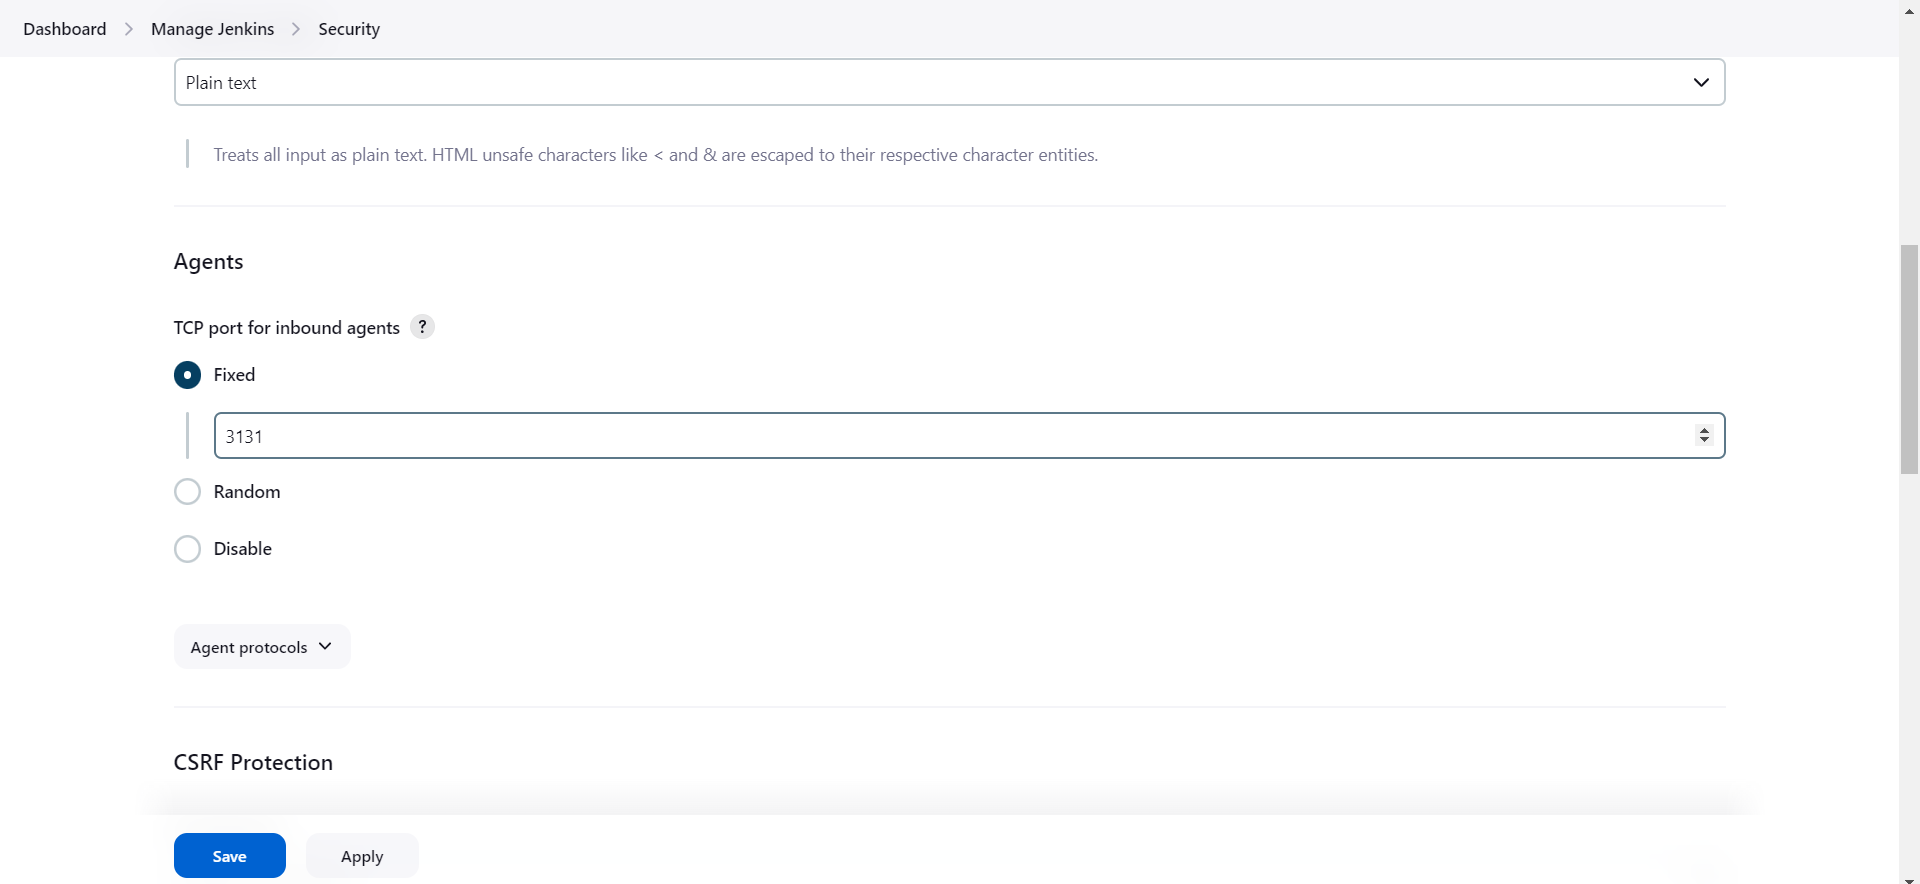 Dashboard > Manage Jenkins > Security
Plain text
Treats all input as plain text. HTML unsafe characters like < and & are escaped to their respective character entities.
Agents
TCP port for inbound agents ?
Fixed
3131
Random
Disable
Agent protocols
CSRF Protection
Save Apply